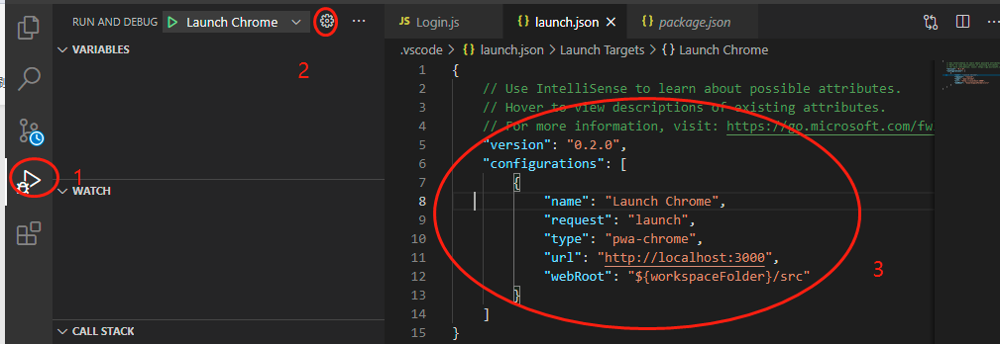 RUN AND DEBUG Launch Chrome ...
Login.js {} launch.json × {} package.json ...
2
VARIABLES
.vscode > {} launch.json > Launch Targets > {} Launch Chrome
1 {
2 // Use IntelliSense to learn about possible attributes.
3 // Hover to view descriptions of existing attributes.
4 // For more information, visit: https://go.microsoft.com/fw
5 "version": "0.2.0",
6 "configurations": [
7 {
8 "name": "Launch Chrome",
9 "request": "launch",
10 "type": "pwa-chrome",
11 "url": "http://localhost:3000",
12 "webRoot": "${workspaceFolder}/src"
13 }
14 ]
15 }
1
WATCH
3
CALL STACK